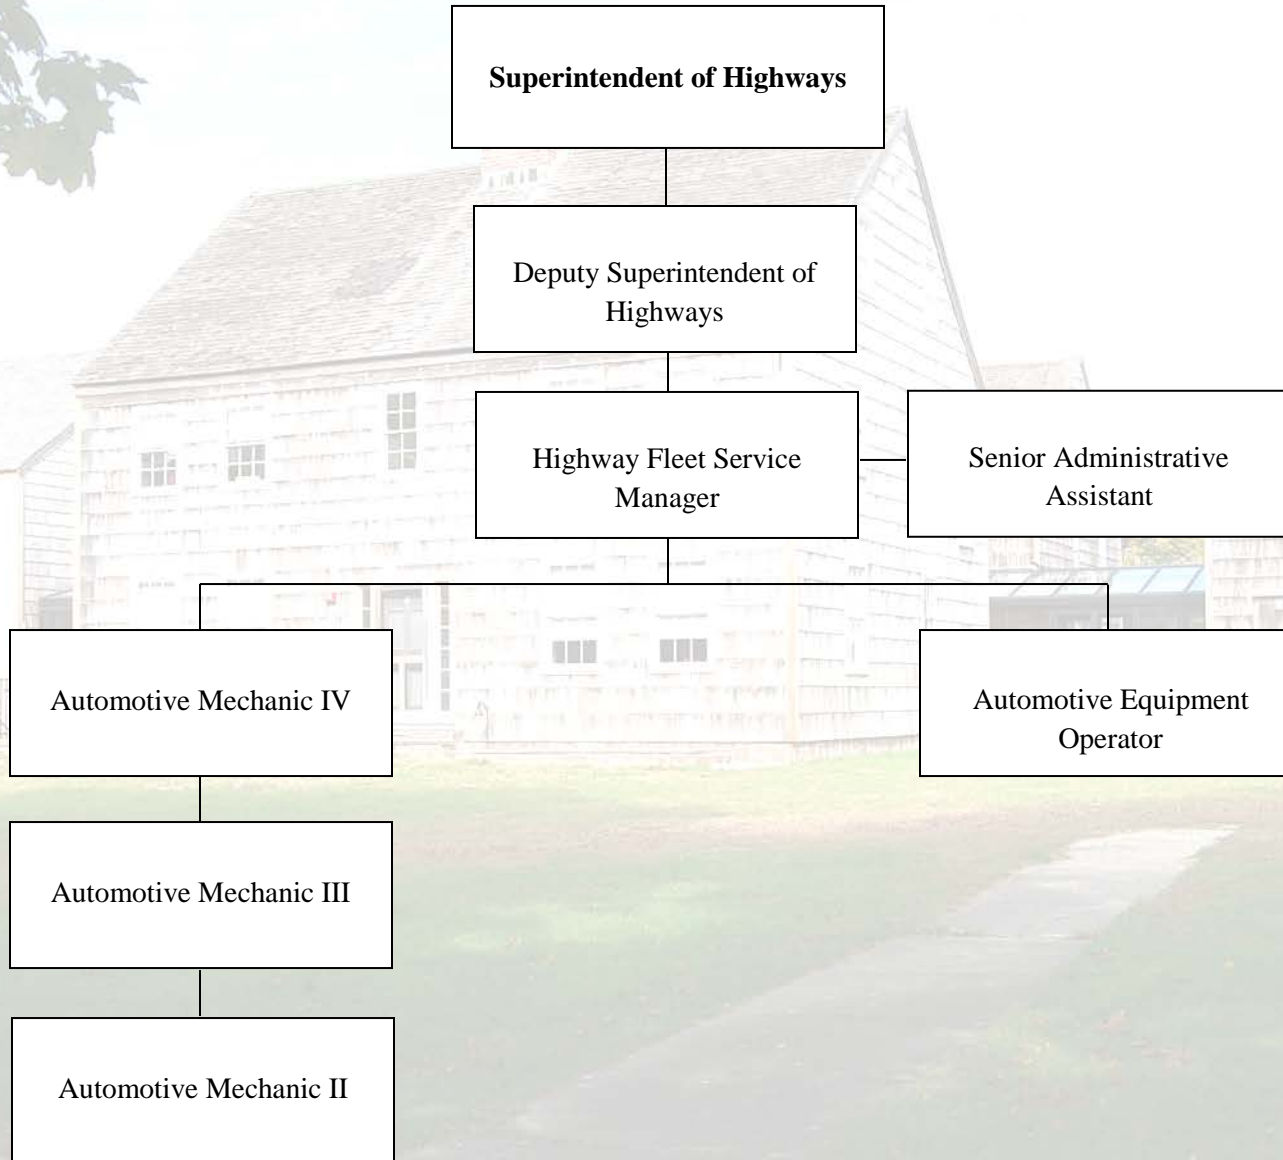 Superintendent of Highways
Deputy Superintendent of
Highways
Highway Fleet Service
Manager
Senior Administrative
Assistant
Automotive Mechanic IV
Automotive Equipment
Operator
Automotive Mechanic III
Automotive Mechanic II